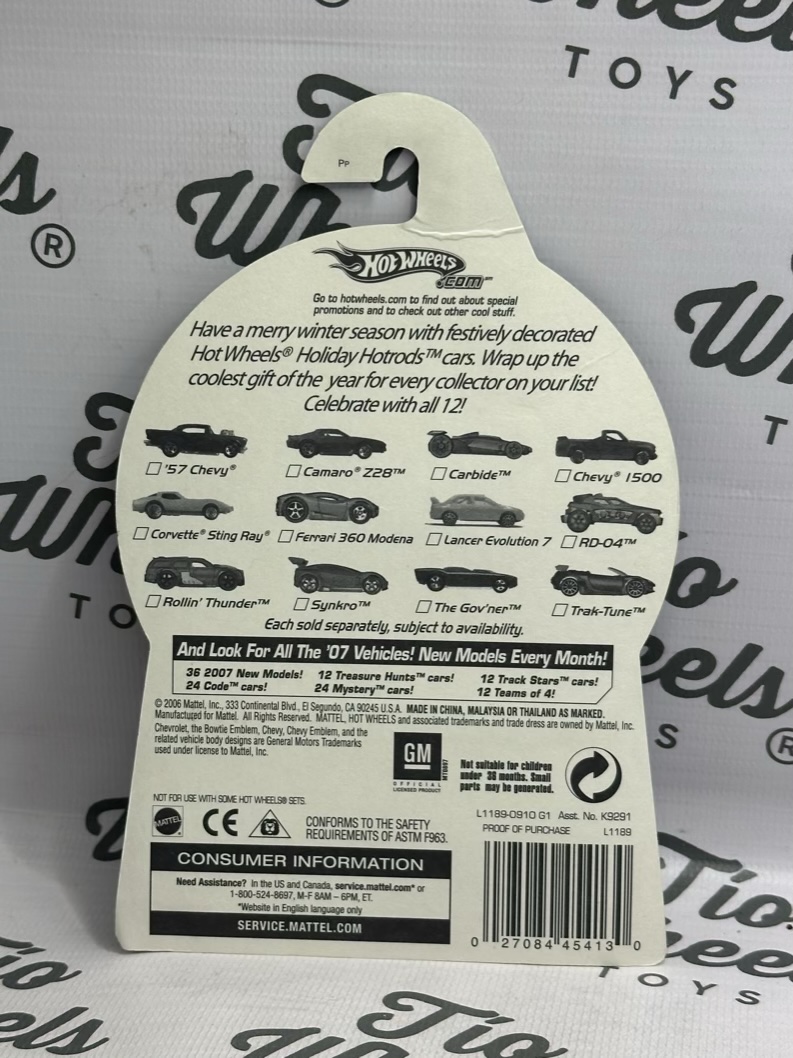 TOYS
Wheels
®
Pp
HOT WHEELS
.COM™
Go to hotwheels.com to find out about special
promotions and to check out other cool stuff.
Have a merry winter season with festively decorated
Hot Wheels® Holiday Hotrods™ cars. Wrap up the
coolest gift of the year for every collector on your list!
Celebrate with all 12!
'57 Chevy® Camaro® Z28™ Carbide™ Chevy® 1500
Corvette® Sting Ray® Ferrari 360 Modena Lancer Evolution 7 RD-04™
Rollin' Thunder™ Synkro™ The Gov'ner™ Trak-Tune™
Each sold separately, subject to availability.
And Look For All The '07 Vehicles! New Models Every Month!
36 2007 New Models! 12 Treasure Hunts™ cars! 12 Track Stars™ cars!
24 Code™ cars! 24 Mystery™ cars! 12 Teams of 4!
© 2006 Mattel, Inc., 333 Continental Blvd., El Segundo, CA 90245 U.S.A. MADE IN CHINA, MALAYSIA OR THAILAND AS MARKED.
Manufactured for Mattel. All Rights Reserved. MATTEL, HOT WHEELS and associated trademarks and trade dress are owned by Mattel, Inc.
Chevrolet, the Bowtie Emblem, Chevy, Chevy Emblem, and the
related vehicle body designs are General Motors Trademarks
used under license to Mattel, Inc.
GM
OFFICIAL
LICENSED PRODUCT
Not suitable for children
under 36 months. Small
parts may be generated.
NOT FOR USE WITH SOME HOT WHEELS® SETS.
MATTEL
CE
CONFORMS TO THE SAFETY
REQUIREMENTS OF ASTM F963.
L1189-0910 G1 Asst. No. K9291
PROOF OF PURCHASE L1189
CONSUMER INFORMATION
Need Assistance? In the US and Canada, service.mattel.com* or
1-800-524-8697, M-F 8AM – 6PM, ET.
*Website in English language only
SERVICE.MATTEL.COM
0 27084 45413 0
Tio
Wheels
TOYS
Tio